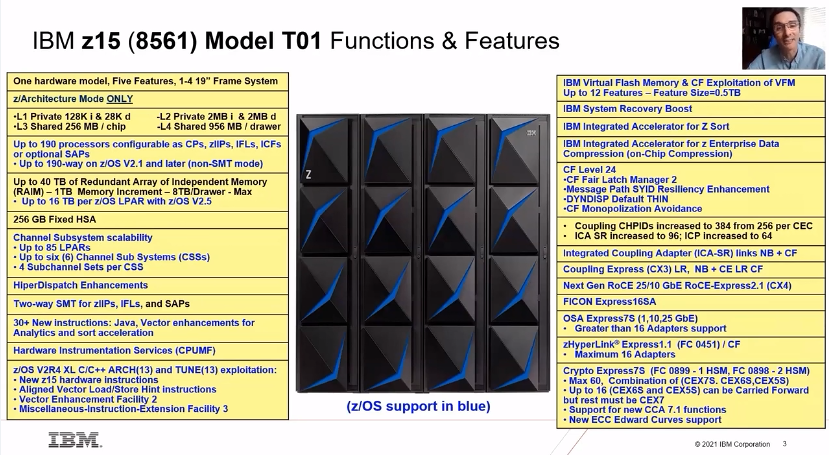 IBM z15 (8561) Model T01 Functions & Features
One hardware model, Five Features, 1-4 19" Frame System
z/Architecture Mode ONLY
•L1 Private 128K i & 28K d -L2 Private 2MB i & 2MB d
•L3 Shared 256 MB / chip -L4 Shared 956 MB / drawer
Up to 190 processors configurable as CPs, zIIPs, IFLs, ICFs
or optional SAPs
• Up to 190-way on z/OS V2.1 and later (non-SMT mode)
Up to 40 TB of Redundant Array of Independent Memory
(RAIM) – 1TB Memory Increment – 8TB/Drawer - Max
• Up to 16 TB per z/OS LPAR with z/OS V2.5
256 GB Fixed HSA
Channel Subsystem scalability
• Up to 85 LPARs
• Up to six (6) Channel Sub Systems (CSSs)
• 4 Subchannel Sets per CSS
HiperDispatch Enhancements
Two-way SMT for zIIPs, IFLs, and SAPs
30+ New instructions: Java, Vector enhancements for
Analytics and sort acceleration
Hardware Instrumentation Services (CPUMF)
z/OS V2R4 XL C/C++ ARCH(13) and TUNE(13) exploitation:
• New z15 hardware instructions
• Aligned Vector Load/Store Hint instructions
• Vector Enhancement Facility 2
• Miscellaneous-Instruction-Extension Facility 3
IBM
Z
(z/OS support in blue)
IBM Virtual Flash Memory & CF Exploitation of VFM
Up to 12 Features – Feature Size=0.5TB
IBM System Recovery Boost
IBM Integrated Accelerator for Z Sort
IBM Integrated Accelerator for z Enterprise Data
Compression (on-Chip Compression)
CF Level 24
•CF Fair Latch Manager 2
•Message Path SYID Resiliency Enhancement
•DYNDISP Default THIN
•CF Monopolization Avoidance
• Coupling CHPIDs increased to 384 from 256 per CEC
• ICA SR increased to 96; ICP increased to 64
Integrated Coupling Adapter (ICA-SR) links NB + CF
Coupling Express (CX3) LR, NB + CE LR CF
Next Gen RoCE 25/10 GbE RoCE-Express2.1 (CX4)
FICON Express16SA
OSA Express7S (1,10,25 GbE)
• Greater than 16 Adapters support
zHyperLink® Express1.1 (FC 0451) / CF
• Maximum 16 Adapters
Crypto Express7S (FC 0899 - 1 HSM, FC 0898 - 2 HSM)
• Max 60, Combination of (CEX7S. CEX6S,CEX5S)
• Up to 16 (CEX6S and CEX5S) can be Carried Forward
but rest must be CEX7
• Support for new CCA 7.1 functions
• New ECC Edward Curves support
IBM.
© 2021 IBM Corporation 3